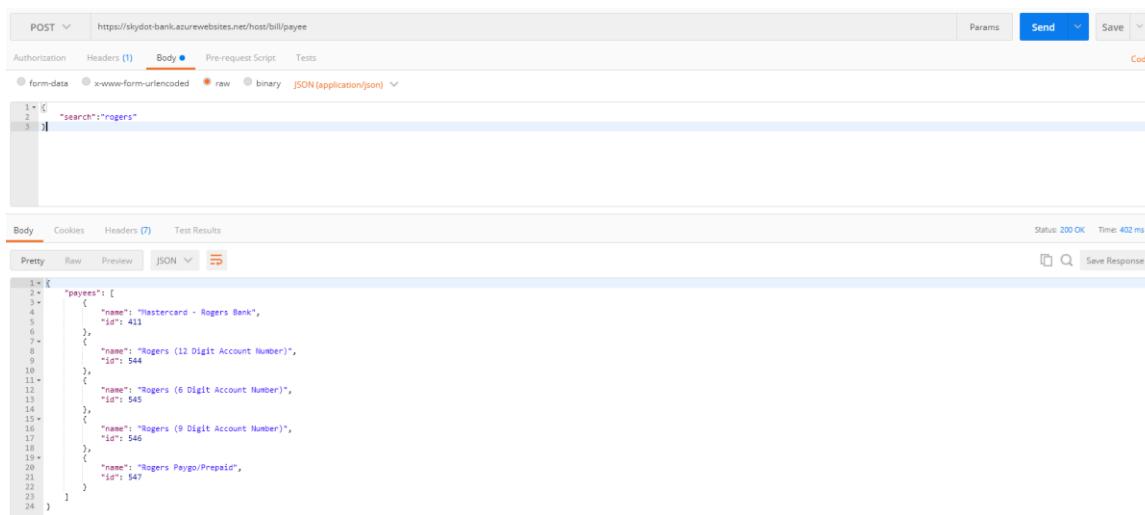 POST https://skydot-bank.azurewebsites.net/host/bill/payee Params Send Save
Authorization Headers (1) Body Pre-request Script Tests Cod
form-data x-www-form-urlencoded raw binary JSON (application/json)
1 {
2 "search":"rogers"
3 }
Body Cookies Headers (7) Test Results Status: 200 OK Time: 402 ms
Pretty Raw Preview JSON Save Response
1 {
2 "payees": [
3 {
4 "name": "Mastercard - Rogers Bank",
5 "id": 411
6 },
7 {
8 "name": "Rogers (12 Digit Account Number)",
9 "id": 544
10 },
11 {
12 "name": "Rogers (6 Digit Account Number)",
13 "id": 545
14 },
15 {
16 "name": "Rogers (9 Digit Account Number)",
17 "id": 546
18 },
19 {
20 "name": "Rogers Paygo/Prepaid",
21 "id": 547
22 }
23 ]
24 }